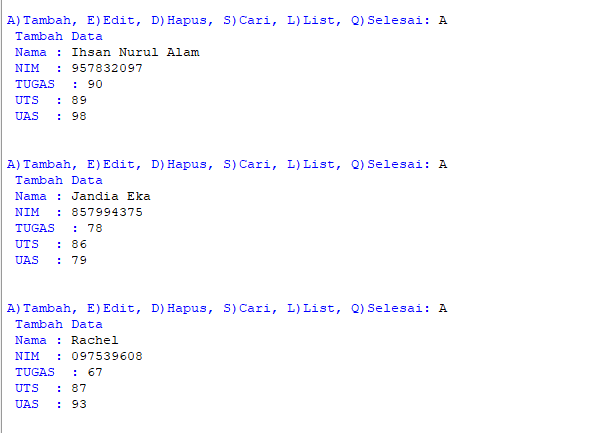 A)Tambah, E)Edit, D)Hapus, S)Cari, L)List, Q)Selesai: A
Tambah Data
Nama : Ihsan Nurul Alam
NIM  : 957832097
TUGAS  : 90
UTS  : 89
UAS  : 98
A)Tambah, E)Edit, D)Hapus, S)Cari, L)List, Q)Selesai: A
Tambah Data
Nama : Jandia Eka
NIM  : 857994375
TUGAS  : 78
UTS  : 86
UAS  : 79
A)Tambah, E)Edit, D)Hapus, S)Cari, L)List, Q)Selesai: A
Tambah Data
Nama : Rachel
NIM  : 097539608
TUGAS  : 67
UTS  : 87
UAS  : 93